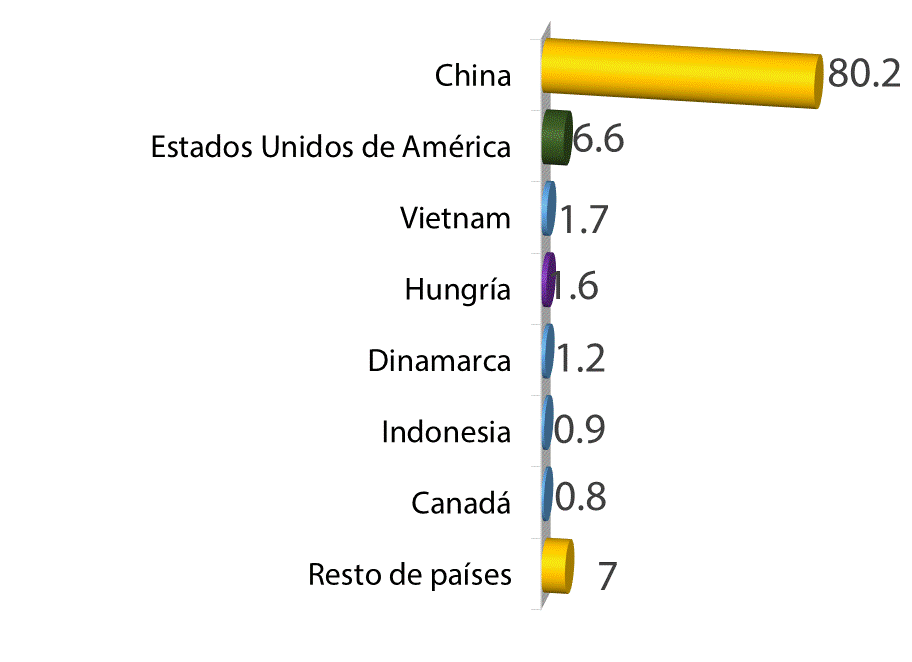 China 80.2
Estados Unidos de América 6.6
Vietnam 1.7
Hungría 1.6
Dinamarca 1.2
Indonesia 0.9
Canadá 0.8
Resto de países 7